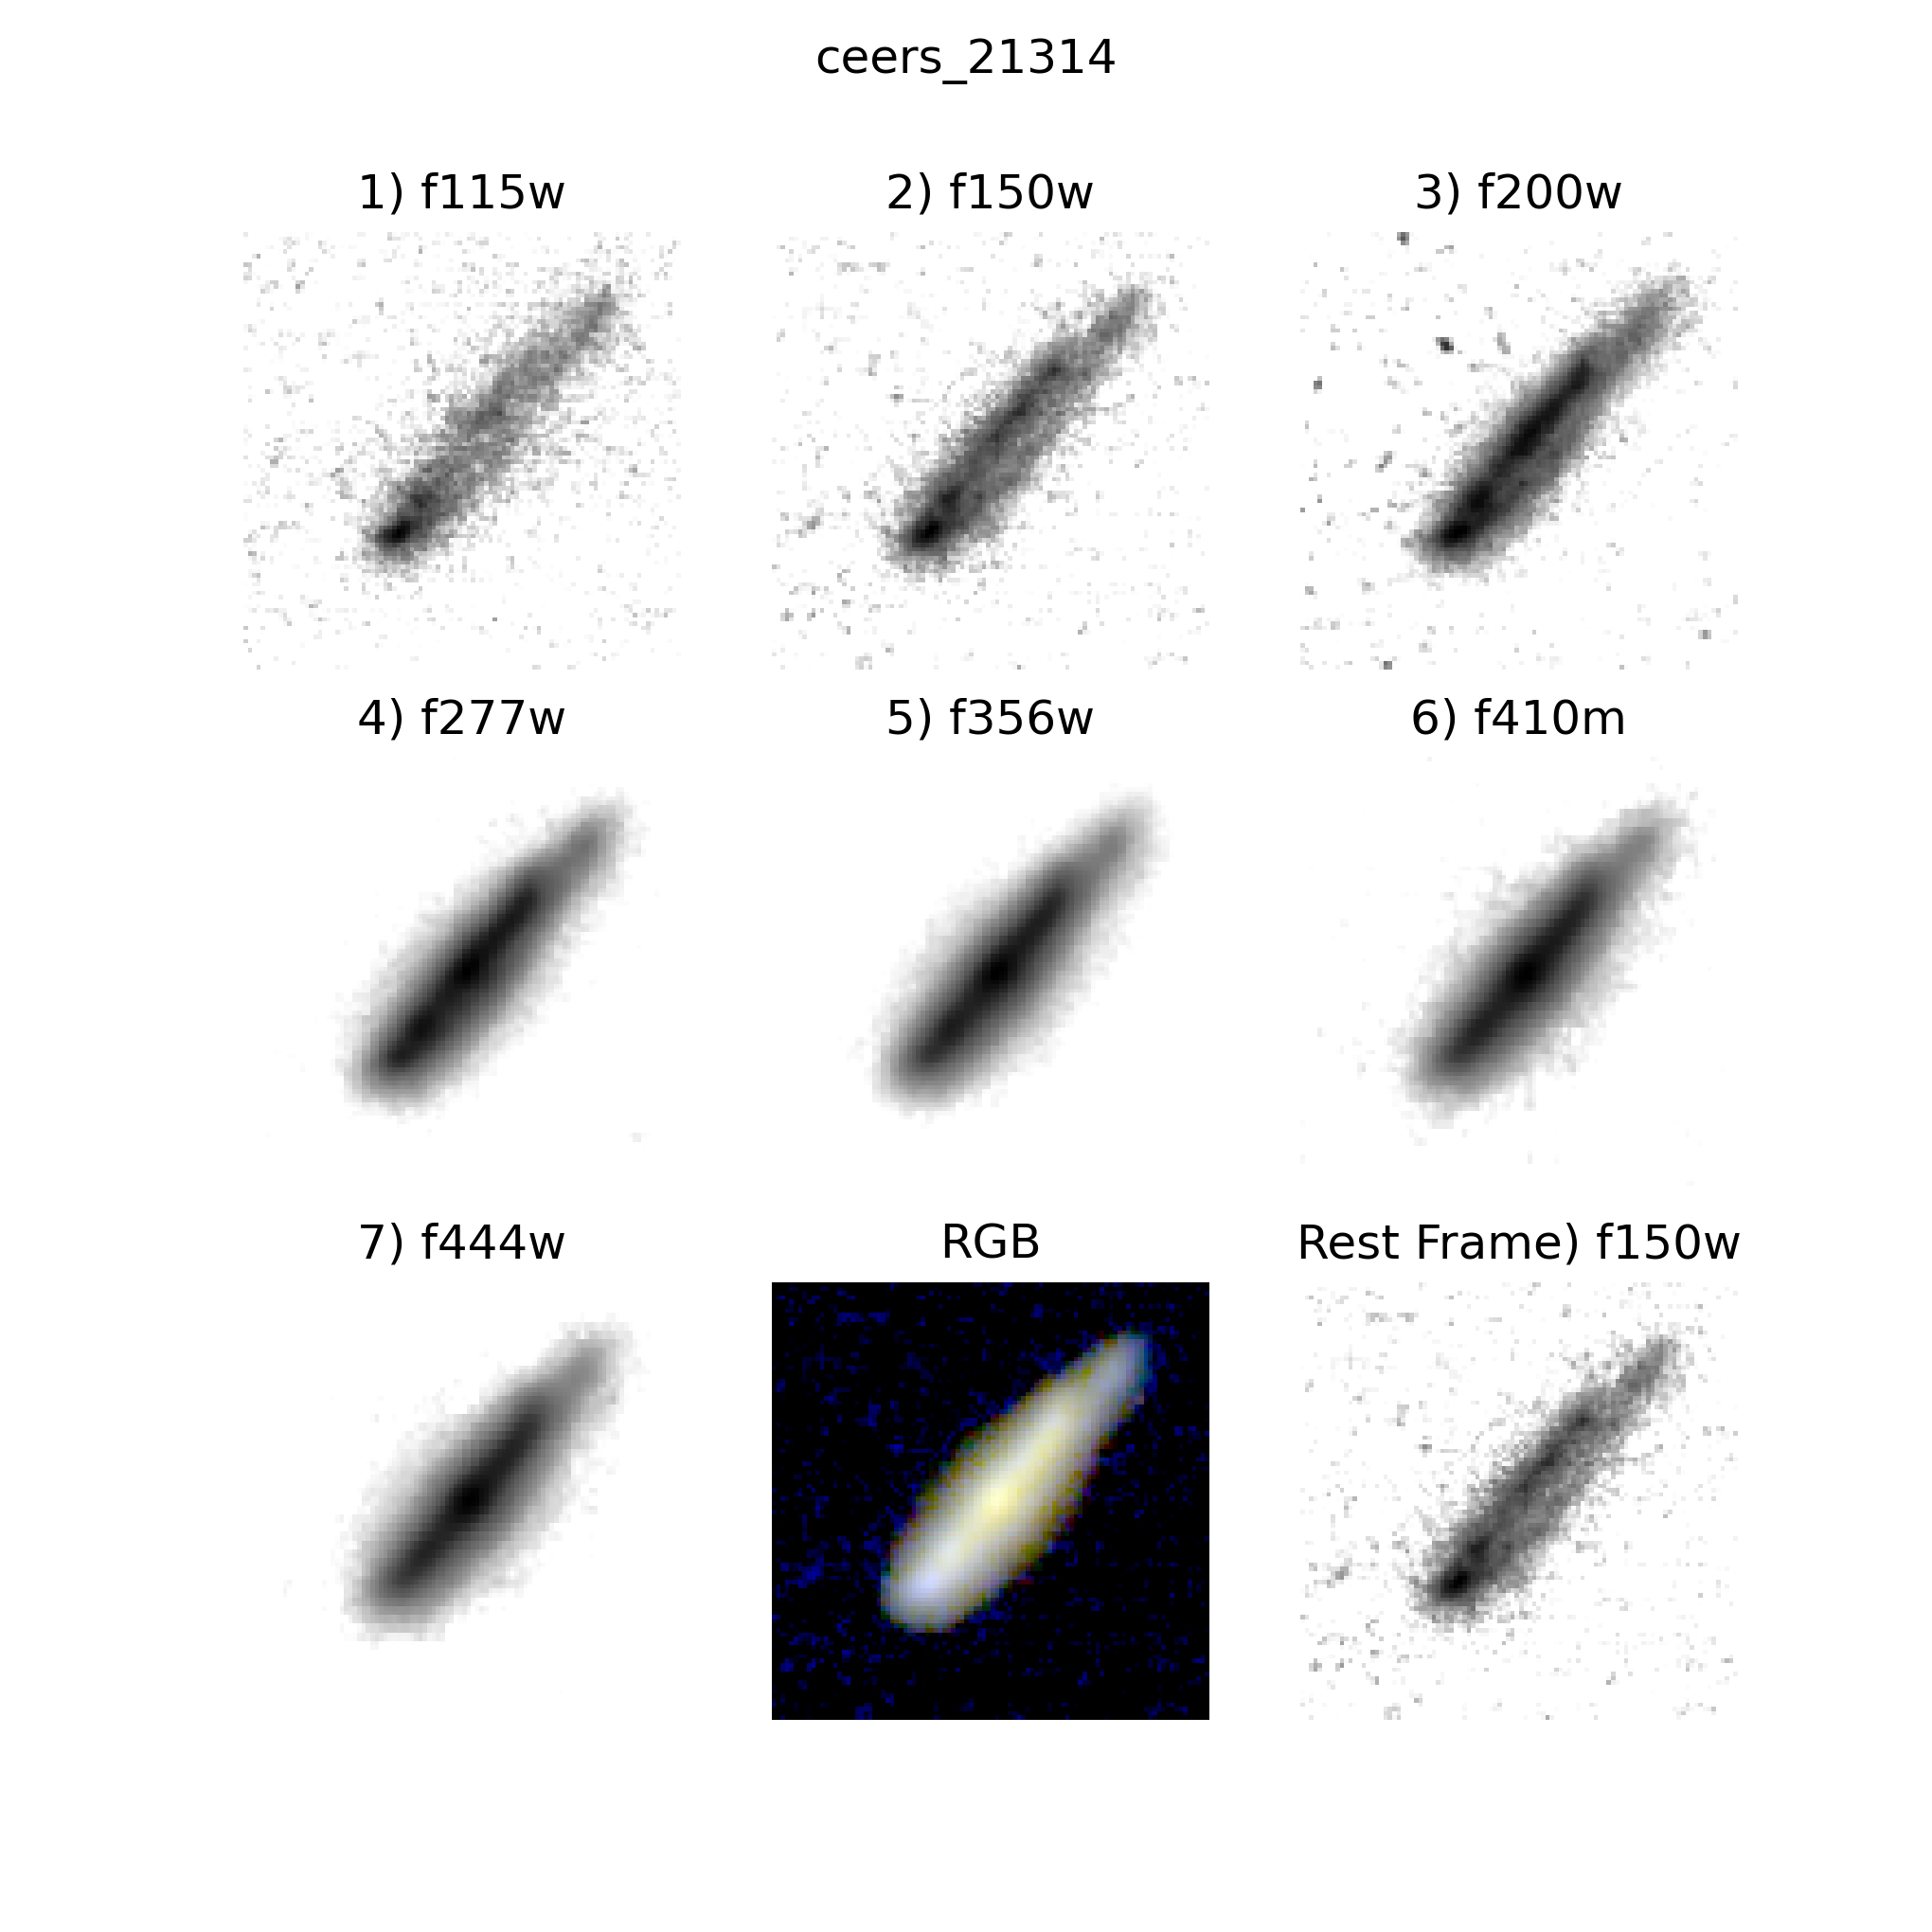 ceers_21314
1) f115w
2) f150w
3) f200w
4) f277w
5) f356w
6) f410m
7) f444w
RGB
Rest Frame) f150w